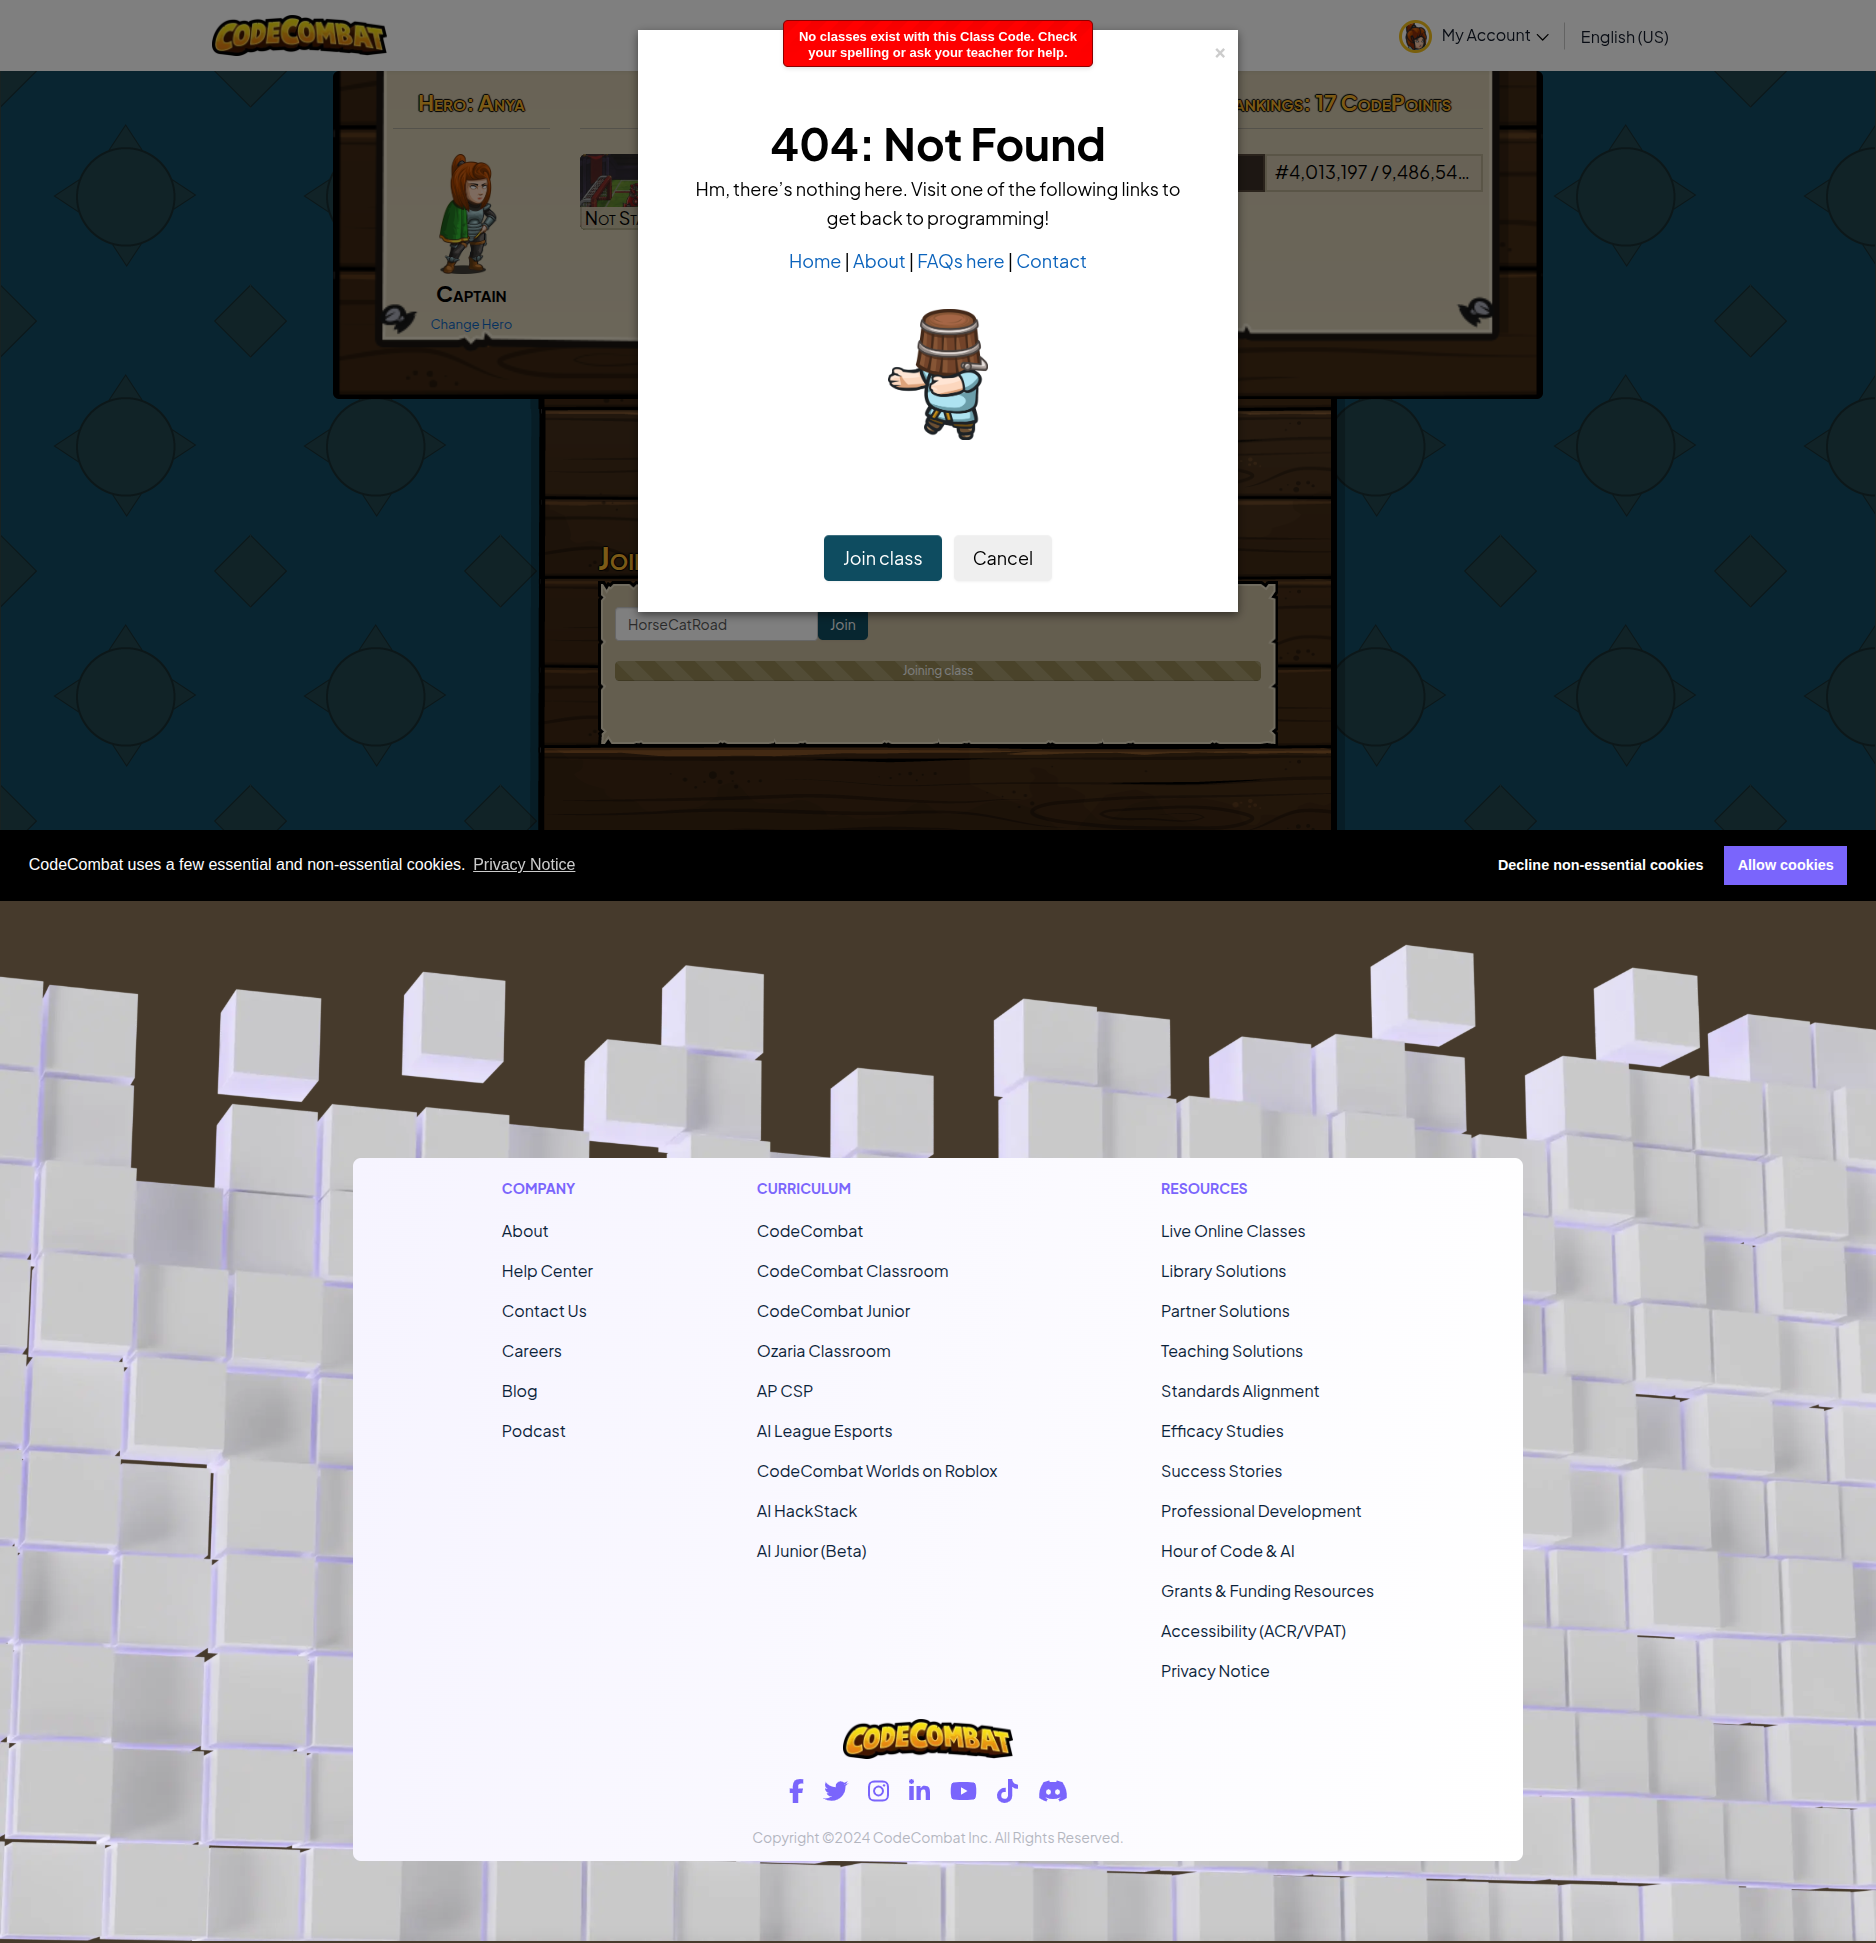 CODECOMBAT
My Account
English (US)
No classes exist with this Class Code. Check
your spelling or ask your teacher for help.
×
Hero: Anya
ankings: 17 CodePoints
404: Not Found
Hm, there's nothing here. Visit one of the following links to
get back to programming!
#4,013,197 / 9,486,54...
Not Sta
Home | About | FAQs here | Contact
Captain
Change Hero
Join class
Cancel
Joi
HorseCatRoad
Join
Joining class
CodeCombat uses a few essential and non-essential cookies. Privacy Notice
Decline non-essential cookies
Allow cookies
COMPANY
About
Help Center
Contact Us
Careers
Blog
Podcast
CURRICULUM
CodeCombat
CodeCombat Classroom
CodeCombat Junior
Ozaria Classroom
AP CSP
AI League Esports
CodeCombat Worlds on Roblox
AI HackStack
AI Junior (Beta)
RESOURCES
Live Online Classes
Library Solutions
Partner Solutions
Teaching Solutions
Standards Alignment
Efficacy Studies
Success Stories
Professional Development
Hour of Code & AI
Grants & Funding Resources
Accessibility (ACR/VPAT)
Privacy Notice
CODECOMBAT
Copyright ©2024 CodeCombat Inc. All Rights Reserved.